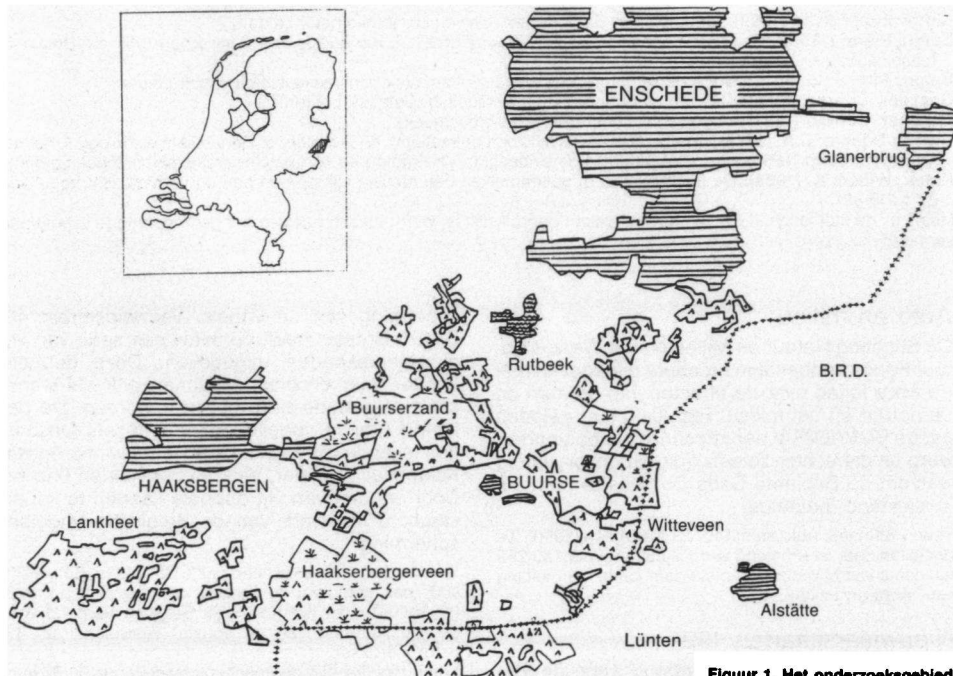 ENSCHEDE
Glanerbrug
Rutbeek
B.R.D.
Buurserzand
HAAKSBERGEN
BUURSE
Lankheet
Witteveen
Haakserbergerveen
Alstätte
Lünten
Figuur 1. Het onderzoeksgebied